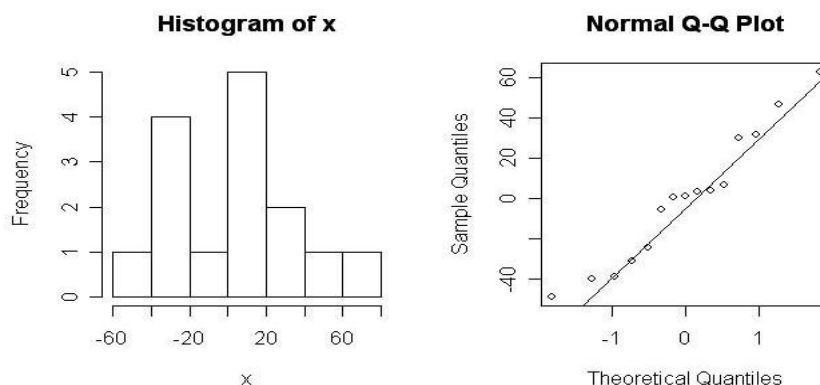 Histogram of x
Frequency
0 1 2 3 4 5
-60 -20 20 60
x
Normal Q-Q Plot
Sample Quantiles
-40 0 20 40 60
-1 0 1
Theoretical Quantiles